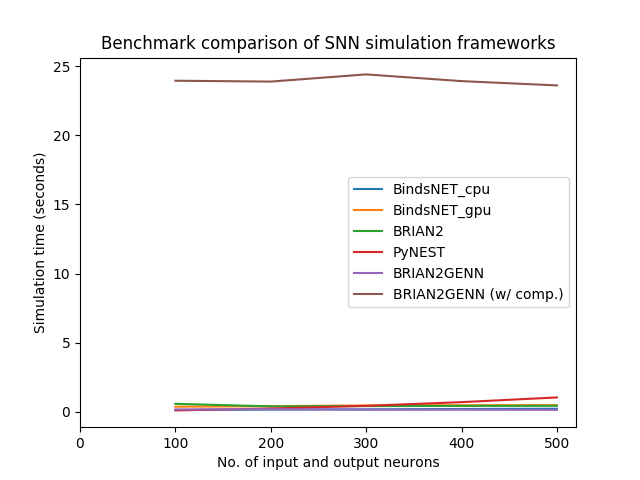 Benchmark comparison of SNN simulation frameworks
25
20
15
10
5
0
Simulation time (seconds)
BindsNET_cpu
BindsNET_gpu
BRIAN2
PyNEST
BRIAN2GENN
BRIAN2GENN (w/ comp.)
0 100 200 300 400 500
No. of input and output neurons